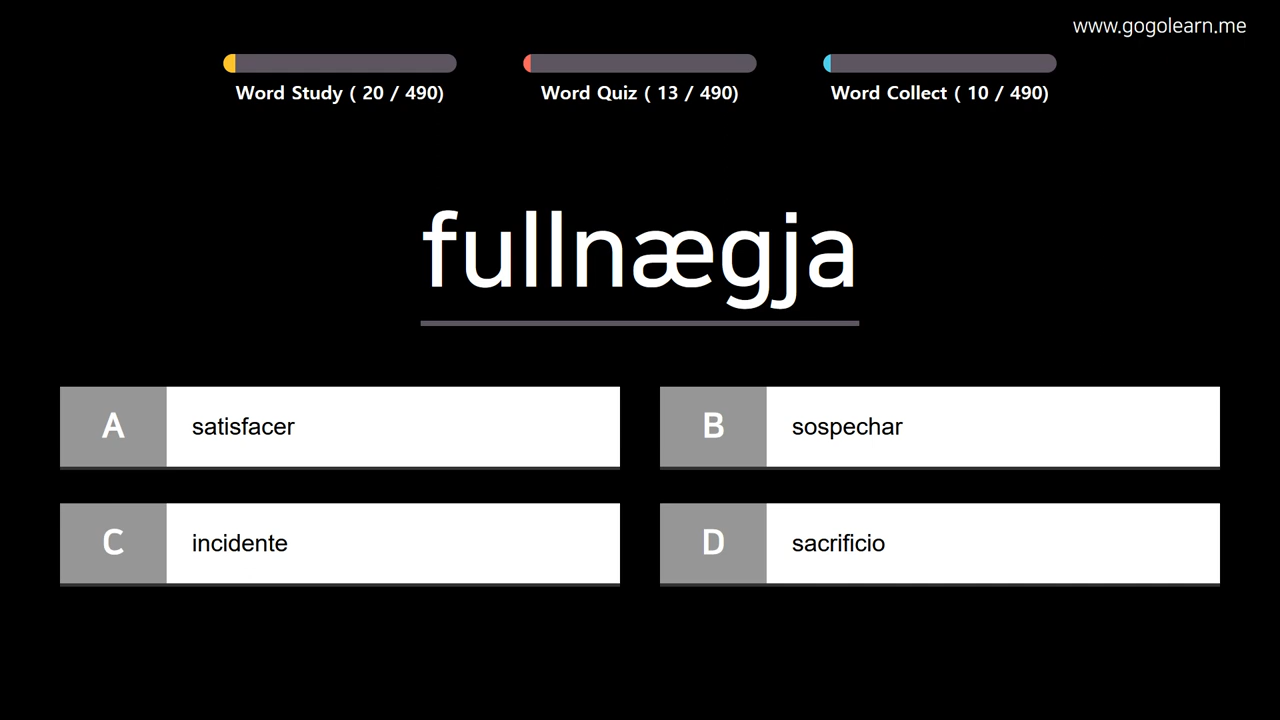 www.gogolearn.me
Word Study ( 20 / 490)
Word Quiz ( 13 / 490)
Word Collect ( 10 / 490)
fullnægja
A satisfacer
B sospechar
C incidente
D sacrificio